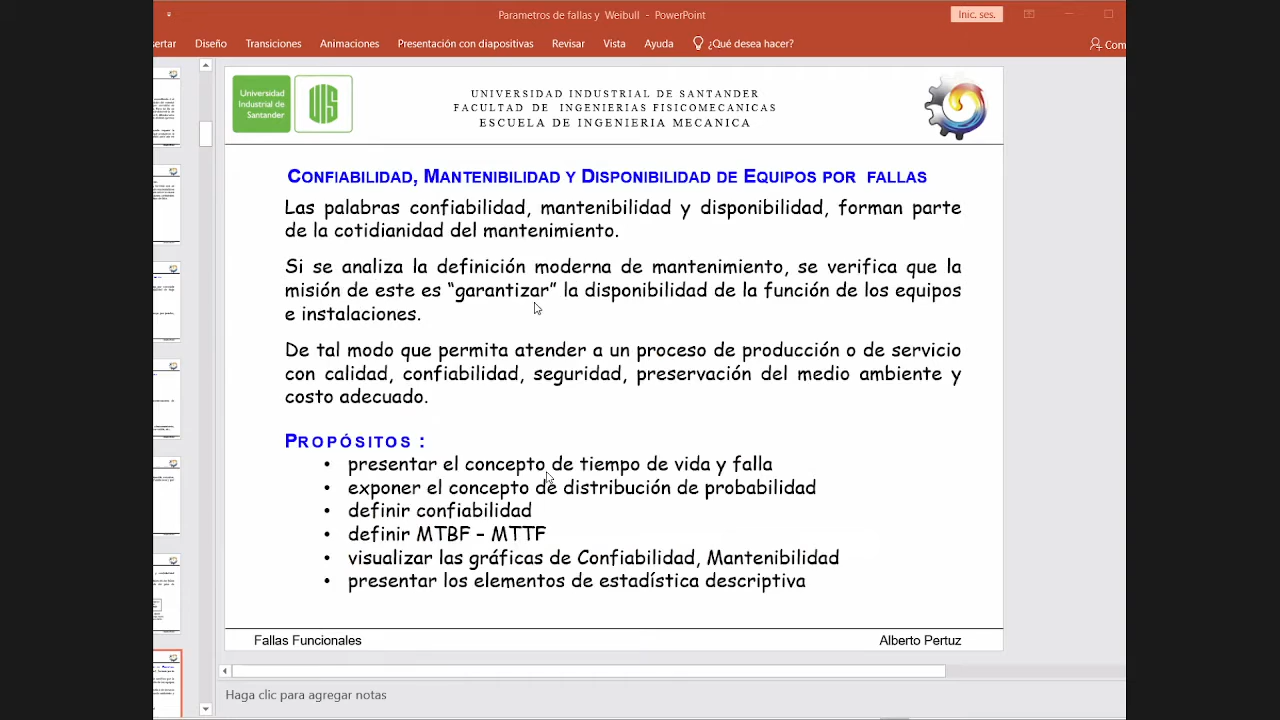 Parametros de fallas y Weibull - PowerPoint
Inic. ses.
sertar Diseño Transiciones Animaciones Presentación con diapositivas Revisar Vista Ayuda ¿Qué desea hacer? Com
Universidad
Industrial de
Santander
UNIVERSIDAD INDUSTRIAL DE SANTANDER
FACULTAD DE INGENIERIAS FISICOMECANICAS
ESCUELA DE INGENIERIA MECANICA
CONFIABILIDAD, MANTENIBILIDAD Y DISPONIBILIDAD DE EQUIPOS POR FALLAS
Las palabras confiabilidad, mantenibilidad y disponibilidad, forman parte
de la cotidianidad del mantenimiento.
Si se analiza la definición moderna de mantenimiento, se verifica que la
misión de este es “garantizar” la disponibilidad de la función de los equipos
e instalaciones.
De tal modo que permita atender a un proceso de producción o de servicio
con calidad, confiabilidad, seguridad, preservación del medio ambiente y
costo adecuado.
PROPÓSITOS :
• presentar el concepto de tiempo de vida y falla
• exponer el concepto de distribución de probabilidad
• definir confiabilidad
• definir MTBF – MTTF
• visualizar las gráficas de Confiabilidad, Mantenibilidad
presentar los elementos de estadística descriptiva
Fallas Funcionales
Alberto Pertuz
Haga clic para agregar notas